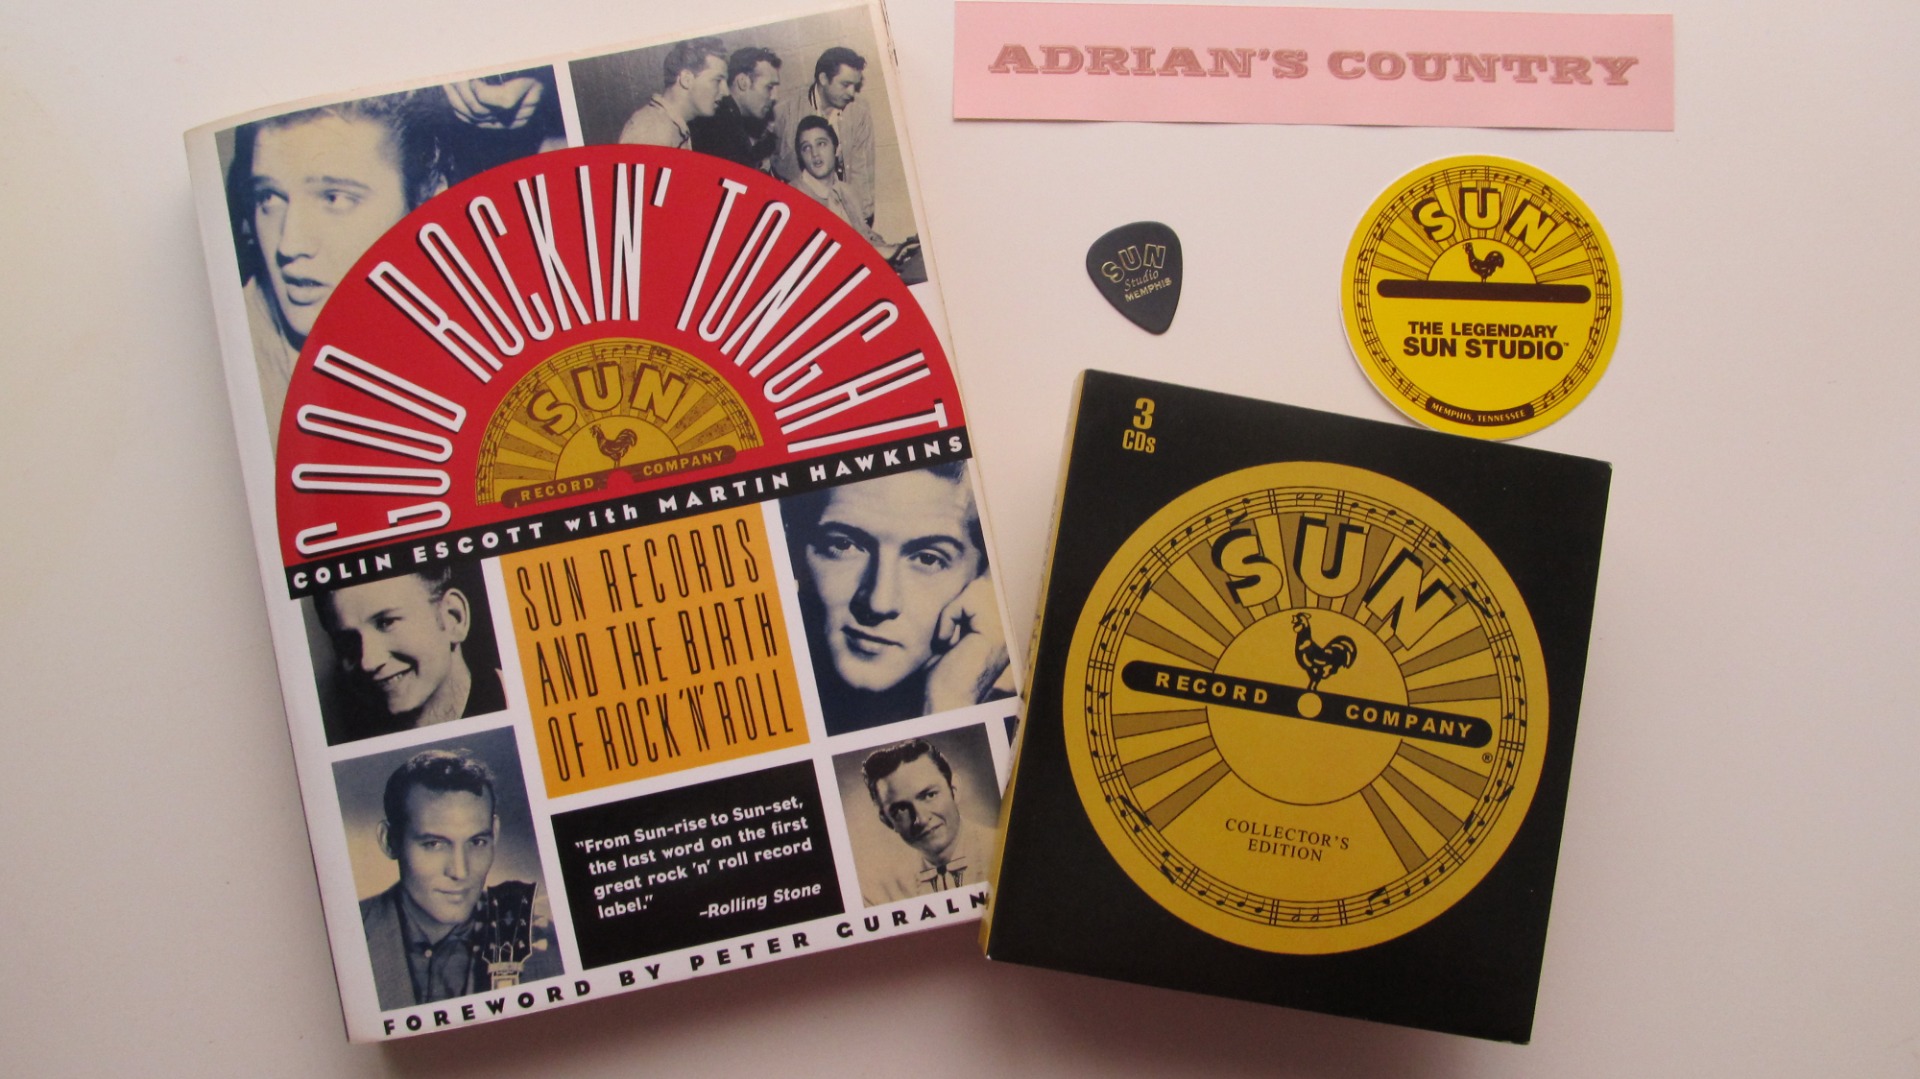 GOOD ROCKIN' TONIGHT
SUN
RECORD COMPANY
COLIN ESCOTT with MARTIN HAWKINS
SUN RECORDS
AND THE BIRTH
OF ROCK 'N' ROLL
"From Sun-rise to Sun-set,
the last word on the first
great rock 'n' roll record
label."
–Rolling Stone
FOREWORD BY PETER GURALN
ADRIAN'S COUNTRY
SUN
Studio
MEMPHIS
SUN
THE LEGENDARY
SUN STUDIO™
MEMPHIS, TENNESSEE
3
CDs
SUN
RECORD COMPANY
®
COLLECTOR'S
EDITION